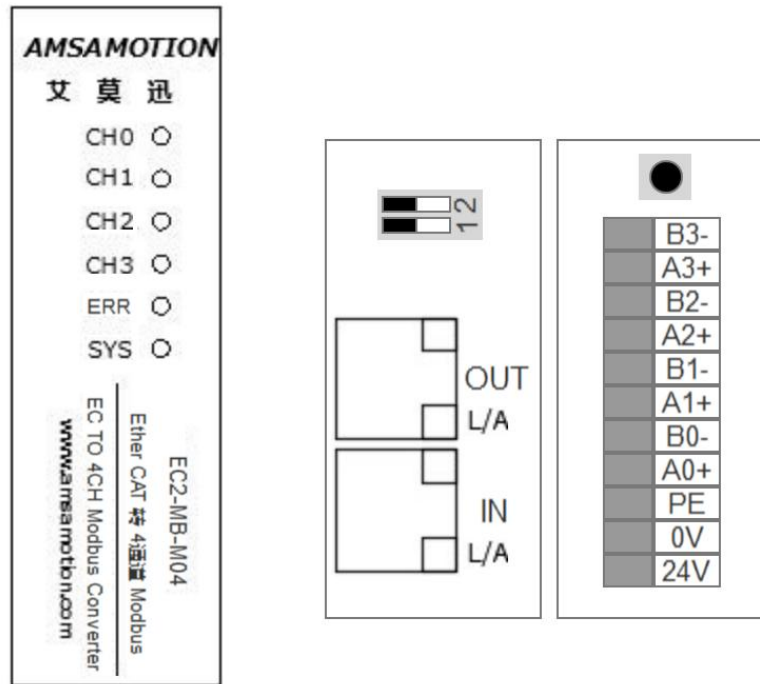 AMSAMOTION
艾莫迅
CH0
CH1
CH2
CH3
ERR
SYS
EC2-MB-M04
Ether CAT 转 4通道 Modbus
EC TO 4CH Modbus Converter
www.amsamotion.com
2
1
OUT
L/A
IN
L/A
B3-
A3+
B2-
A2+
B1-
A1+
B0-
A0+
PE
0V
24V